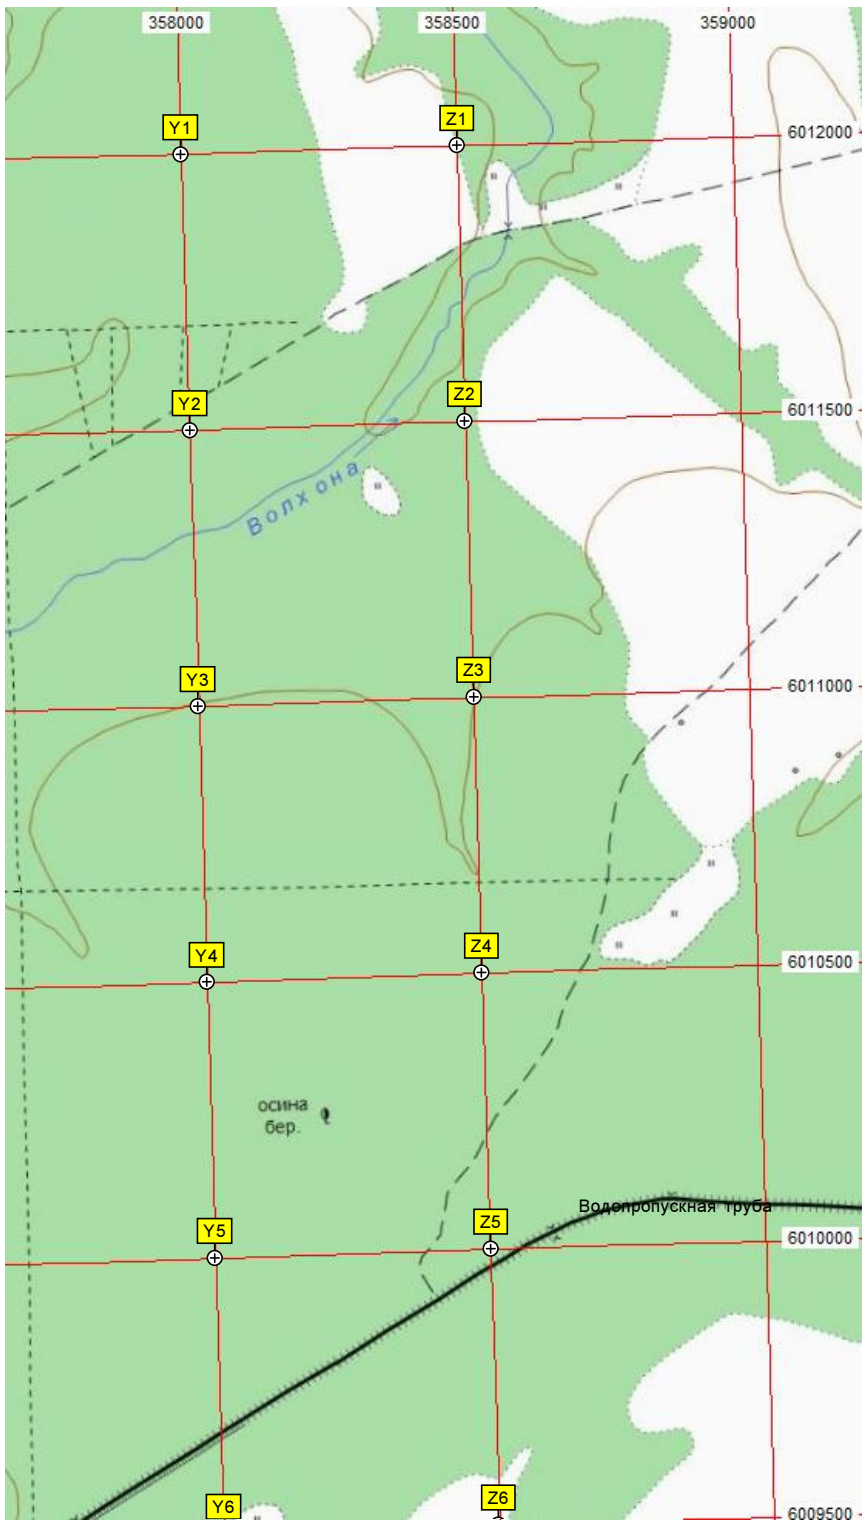 358000
358500
359000
Z1
Y1
6012000
Z2
Y2
6011500
Волхона
Z3
Y3
6011000
Z4
Y4
6010500
осина
бер.
Водопропускная труба
Z5
Y5
6010000
Z6
Y6
6009500